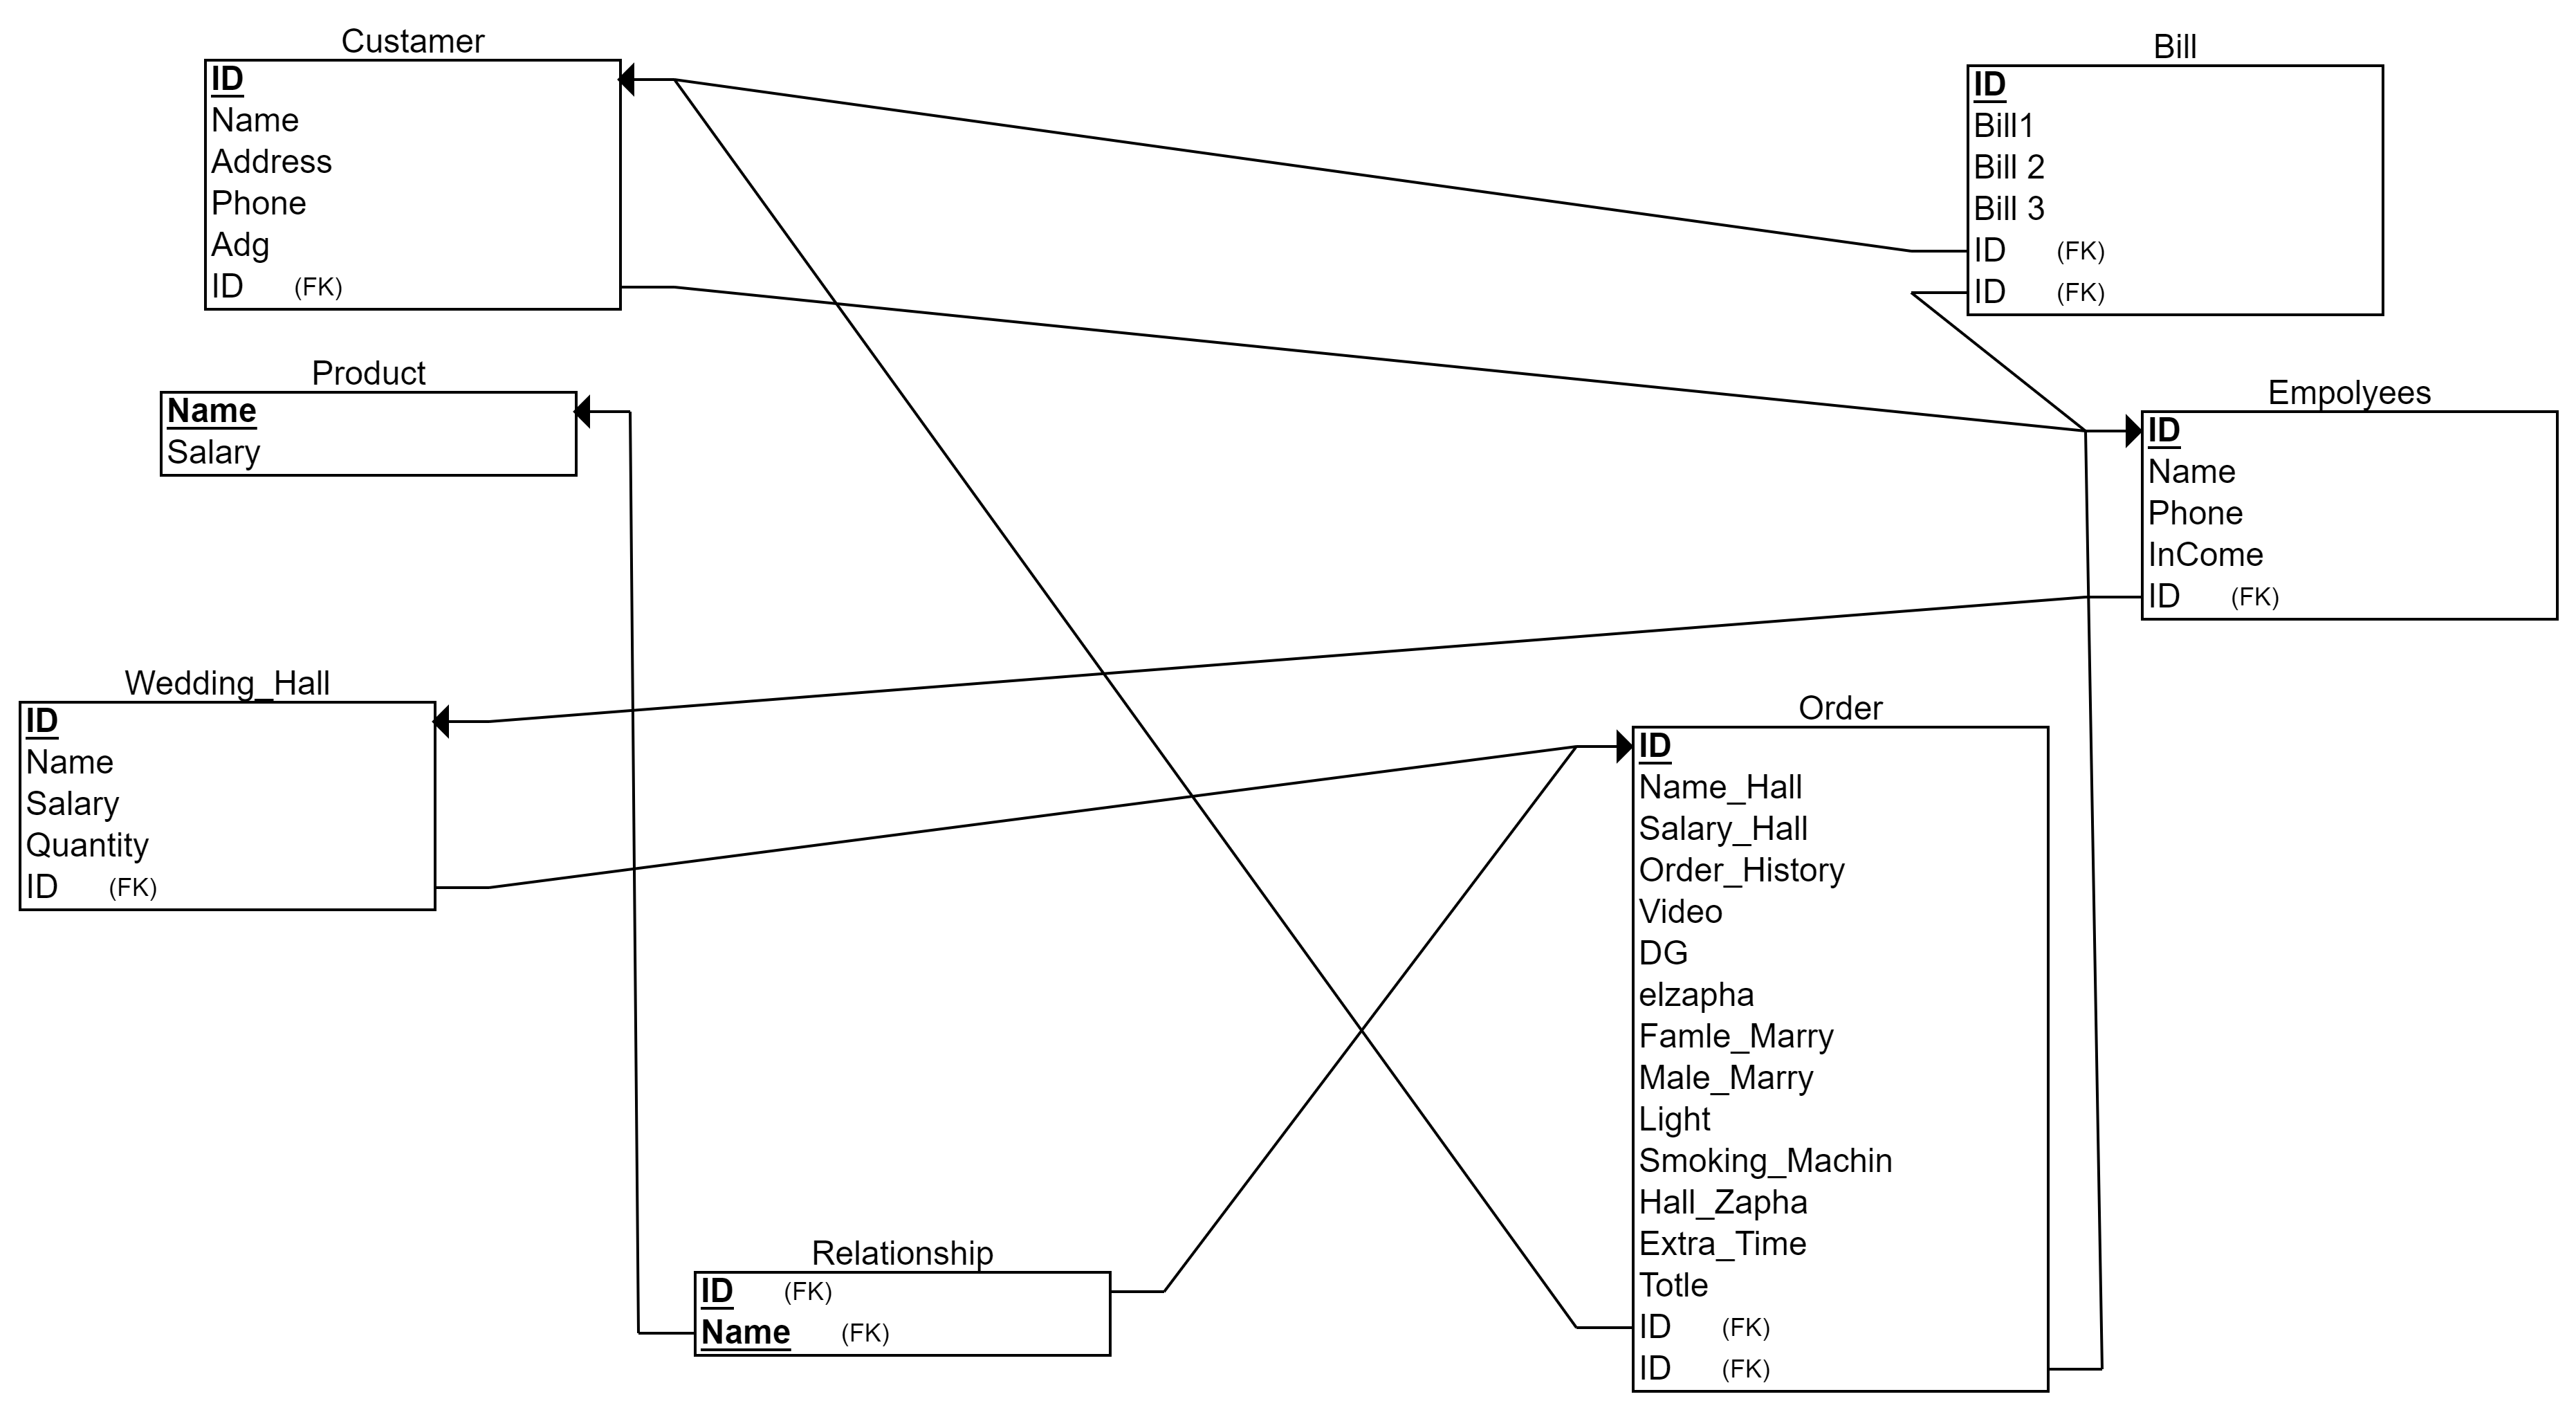 Custamer
ID
Name
Address
Phone
Adg
ID (FK)
Bill
ID
Bill1
Bill 2
Bill 3
ID (FK)
ID (FK)
Product
Name
Salary
Empolyees
ID
Name
Phone
InCome
ID (FK)
Wedding_Hall
ID
Name
Salary
Quantity
ID (FK)
Order
ID
Name_Hall
Salary_Hall
Order_History
Video
DG
elzapha
Famle_Marry
Male_Marry
Light
Smoking_Machin
Hall_Zapha
Extra_Time
Totle
ID (FK)
ID (FK)
Relationship
ID (FK)
Name (FK)